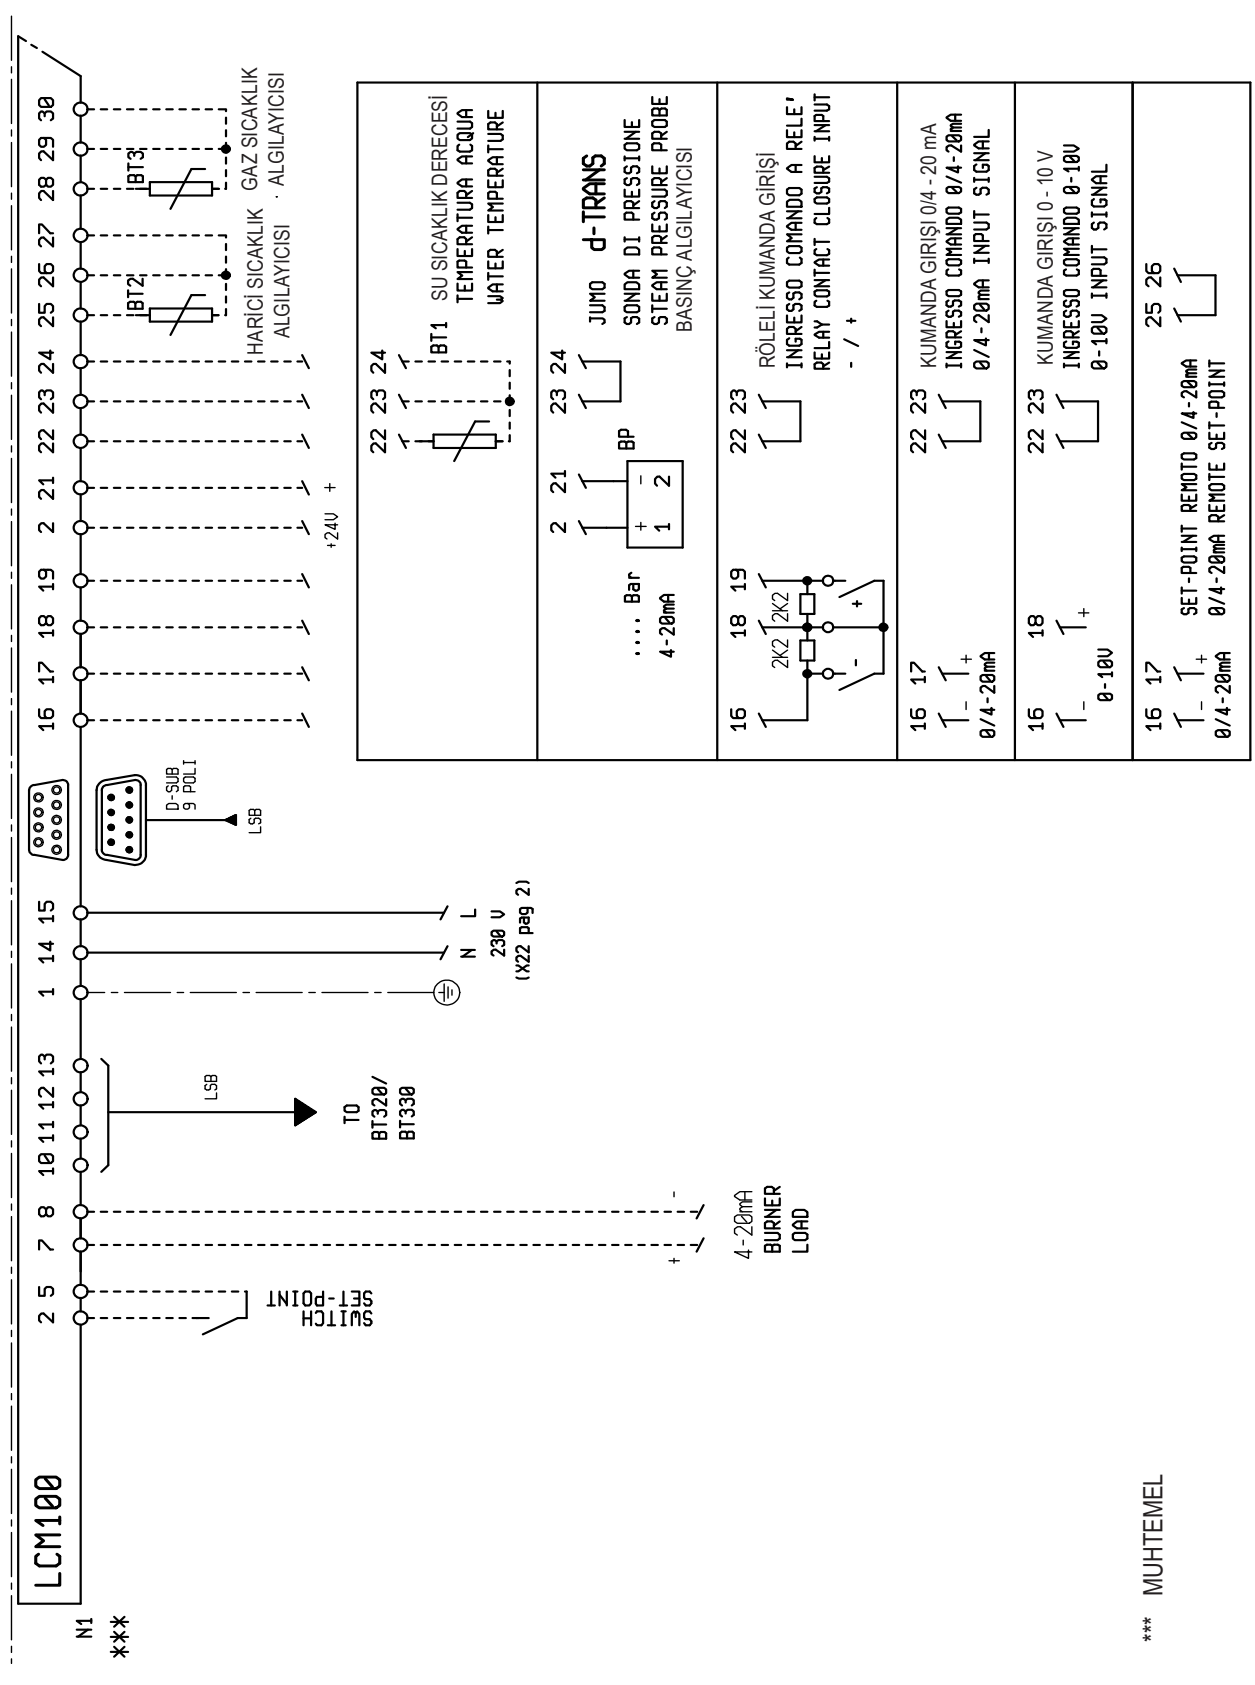 LCM100
N1
***
2 5 7 8 10 11 12 13 1 14 15 16 17 18 19 2 21 22 23 24 25 26 27 28 29 30
SWITCH
SET-POINT
+ -
4-20mA
BURNER
LOAD
LSB
TO
BT320/
BT330
N L
230 V
(X22 pag 2)
D-SUB
9 POLI
LSB
+24V +
BT2
HARİCİ SICAKLIK
ALGILAYICISI
BT3
GAZ SICAKLIK
. ALGILAYICISI
22 23 24
BT1
SU SICAKLIK DERECESİ
TEMPERATURA ACQUA
WATER TEMPERATURE
.... Bar
4-20mA
2 21
+ -
1 2
BP
23 24
JUMO d-TRANS
SONDA DI PRESSIONE
STEAM PRESSURE PROBE
BASINÇ ALGILAYICISI
16 18 19
2K2 2K2
- +
22 23
RÖLELİ KUMANDA GİRİŞİ
INGRESSO COMANDO A RELE'
RELAY CONTACT CLOSURE INPUT
- / +
16 17
- +
0/4-20mA
22 23
KUMANDA GIRIŞI 0/4 - 20 mA
INGRESSO COMANDO 0/4-20mA
0/4-20mA INPUT SIGNAL
16 18
- +
0-10V
22 23
KUMANDA GIRIŞI 0 - 10 V
INGRESSO COMANDO 0-10V
0-10V INPUT SIGNAL
16 17
- +
0/4-20mA
SET-POINT REMOTO 0/4-20mA
0/4-20mA REMOTE SET-POINT
25 26
*** MUHTEMEL